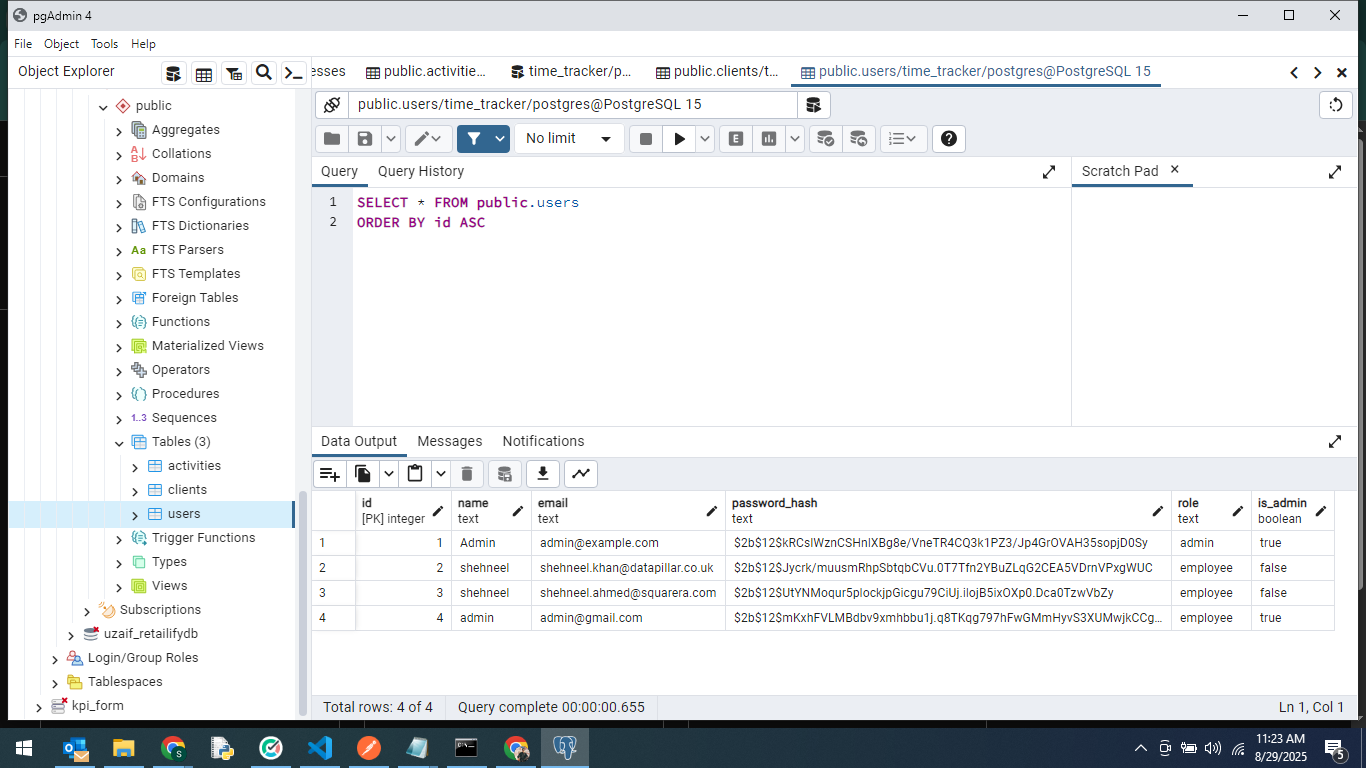 pgAdmin 4
File Object Tools Help
Object Explorer
esses public.activitie... time_tracker/p... public.clients/t... public.users/time_tracker/postgres@PostgreSQL 15
public.users/time_tracker/postgres@PostgreSQL 15
No limit
E
Query Query History
Scratch Pad
1 SELECT * FROM public.users
2 ORDER BY id ASC
public
Aggregates
Collations
Domains
FTS Configurations
FTS Dictionaries
Aa FTS Parsers
FTS Templates
Foreign Tables
Functions
Materialized Views
Operators
Procedures
1..3 Sequences
Tables (3)
activities
clients
users
Trigger Functions
Types
Views
Subscriptions
uzaif_retailifydb
Login/Group Roles
Tablespaces
kpi_form
Data Output Messages Notifications
id name email password_hash role is_admin
[PK] integer text text text text boolean
1 1 Admin admin@example.com $2b$12$kRCslWznCSHnIXBg8e/VneTR4CQ3k1PZ3/Jp4GrOVAH35sopjD0Sy admin true
2 2 shehneel shehneel.khan@datapillar.co.uk $2b$12$Jycrk/muusmRhpSbtqbCVu.0T7Tfn2YBuZLqG2CEA5VDrnVPxgWUC employee false
3 3 shehneel shehneel.ahmed@squarera.com $2b$12$UtYNMoqur5plockjpGicgu79CiUj.iIojB5ixOXp0.Dca0TzwVbZy employee false
4 4 admin admin@gmail.com $2b$12$mKxhFVLMBdbv9xmhbbu1j.q8TKqg797hFwGMmHyvS3XUMwjkCCg... employee true
Total rows: 4 of 4 Query complete 00:00:00.655 Ln 1, Col 1
11:23 AM
8/29/2025
5